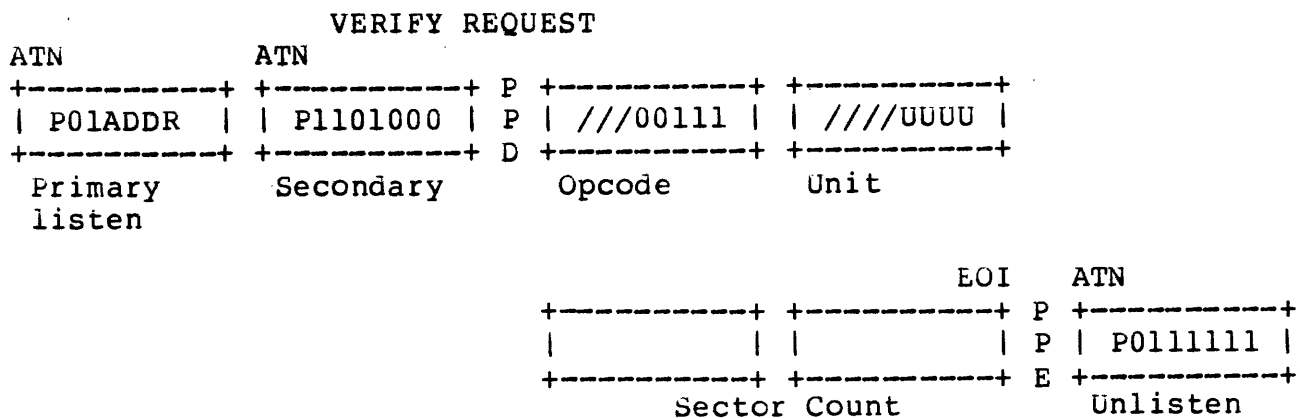 VERIFY REQUEST
ATN ATN
+-----------+ +-----------+ P +-----------+ +-----------+
| P01ADDR | | P1101000 | P | ///00111 | | ////UUUU |
+-----------+ +-----------+ D +-----------+ +-----------+
Primary Secondary Opcode Unit
listen
EOI ATN
+-----------+ +-----------+ P +-----------+
| | | | P | P0111111 |
+-----------+ +-----------+ E +-----------+
Sector Count Unlisten